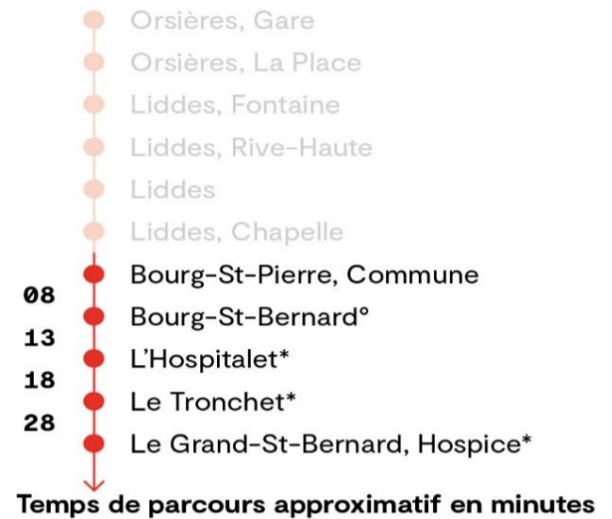 Orsières, Gare
Orsières, La Place
Liddes, Fontaine
Liddes, Rive-Haute
Liddes
Liddes, Chapelle
Bourg-St-Pierre, Commune
08
Bourg-St-Bernard°
13
L'Hospitalet*
18
Le Tronchet*
28
Le Grand-St-Bernard, Hospice*
Temps de parcours approximatif en minutes